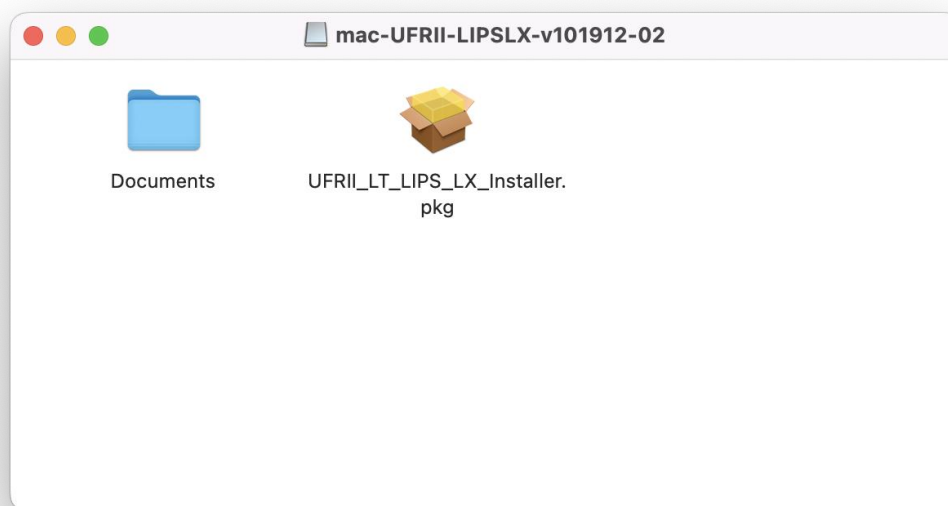 mac-UFRII-LIPSLX-v101912-02
Documents
UFRII_LT_LIPS_LX_Installer.
pkg